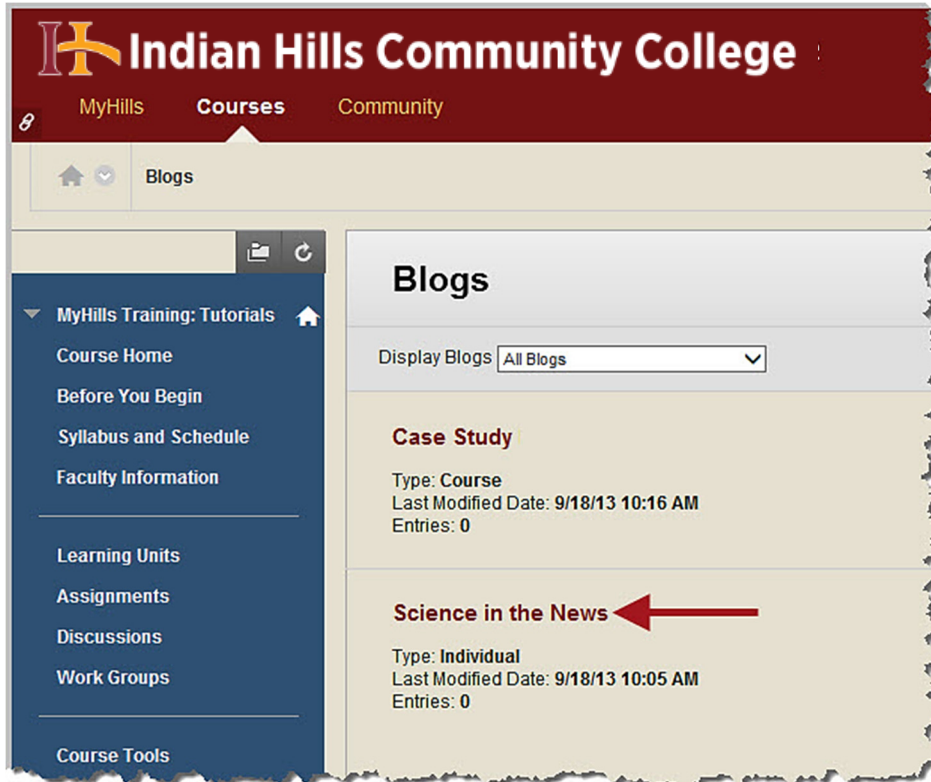 Indian Hills Community College
MyHills Courses Community
Blogs
Blogs
Display Blogs All Blogs
MyHills Training: Tutorials
Course Home
Before You Begin
Syllabus and Schedule
Faculty Information
Learning Units
Assignments
Discussions
Work Groups
Course Tools
Case Study
Type: Course
Last Modified Date: 9/18/13 10:16 AM
Entries: 0
Science in the News
Type: Individual
Last Modified Date: 9/18/13 10:05 AM
Entries: 0